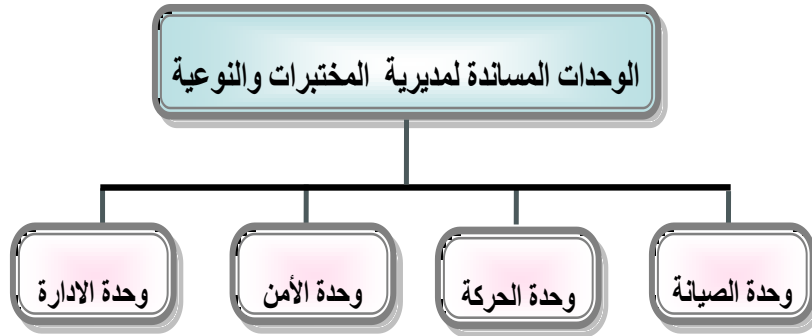 الوحدات المساندة لمديرية المختبرات والنوعية
وحدة الصيانة
وحدة الحركة
وحدة الأمن
وحدة الادارة